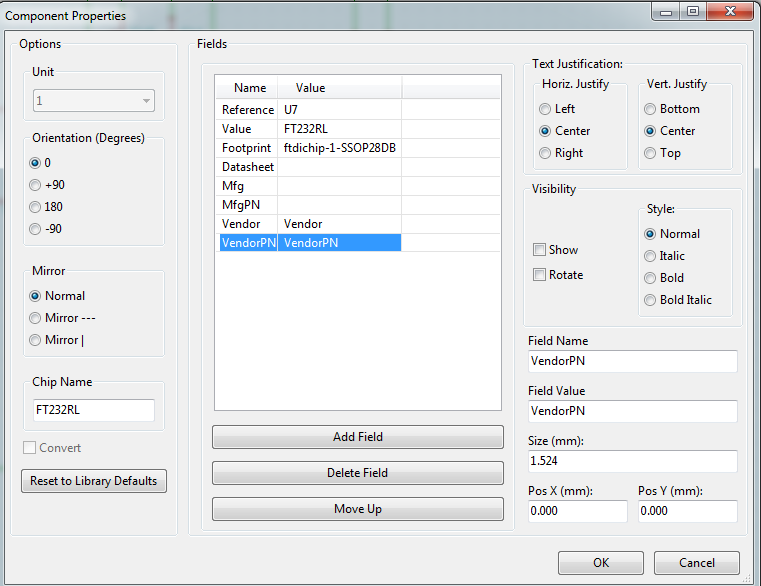 Component Properties
Options
Unit
1
Orientation (Degrees)
0
+90
180
-90
Mirror
Normal
Mirror ---
Mirror |
Chip Name
FT232RL
Convert
Reset to Library Defaults
Fields
Name Value
Reference U7
Value FT232RL
Footprint ftdichip-1-SSOP28DB
Datasheet
Mfg
MfgPN
Vendor Vendor
VendorPN VendorPN
Add Field
Delete Field
Move Up
Text Justification:
Horiz. Justify
Left
Center
Right
Vert. Justify
Bottom
Center
Top
Visibility
Show
Rotate
Style:
Normal
Italic
Bold
Bold Italic
Field Name
VendorPN
Field Value
VendorPN
Size (mm):
1.524
Pos X (mm): Pos Y (mm):
0.000 0.000
OK Cancel